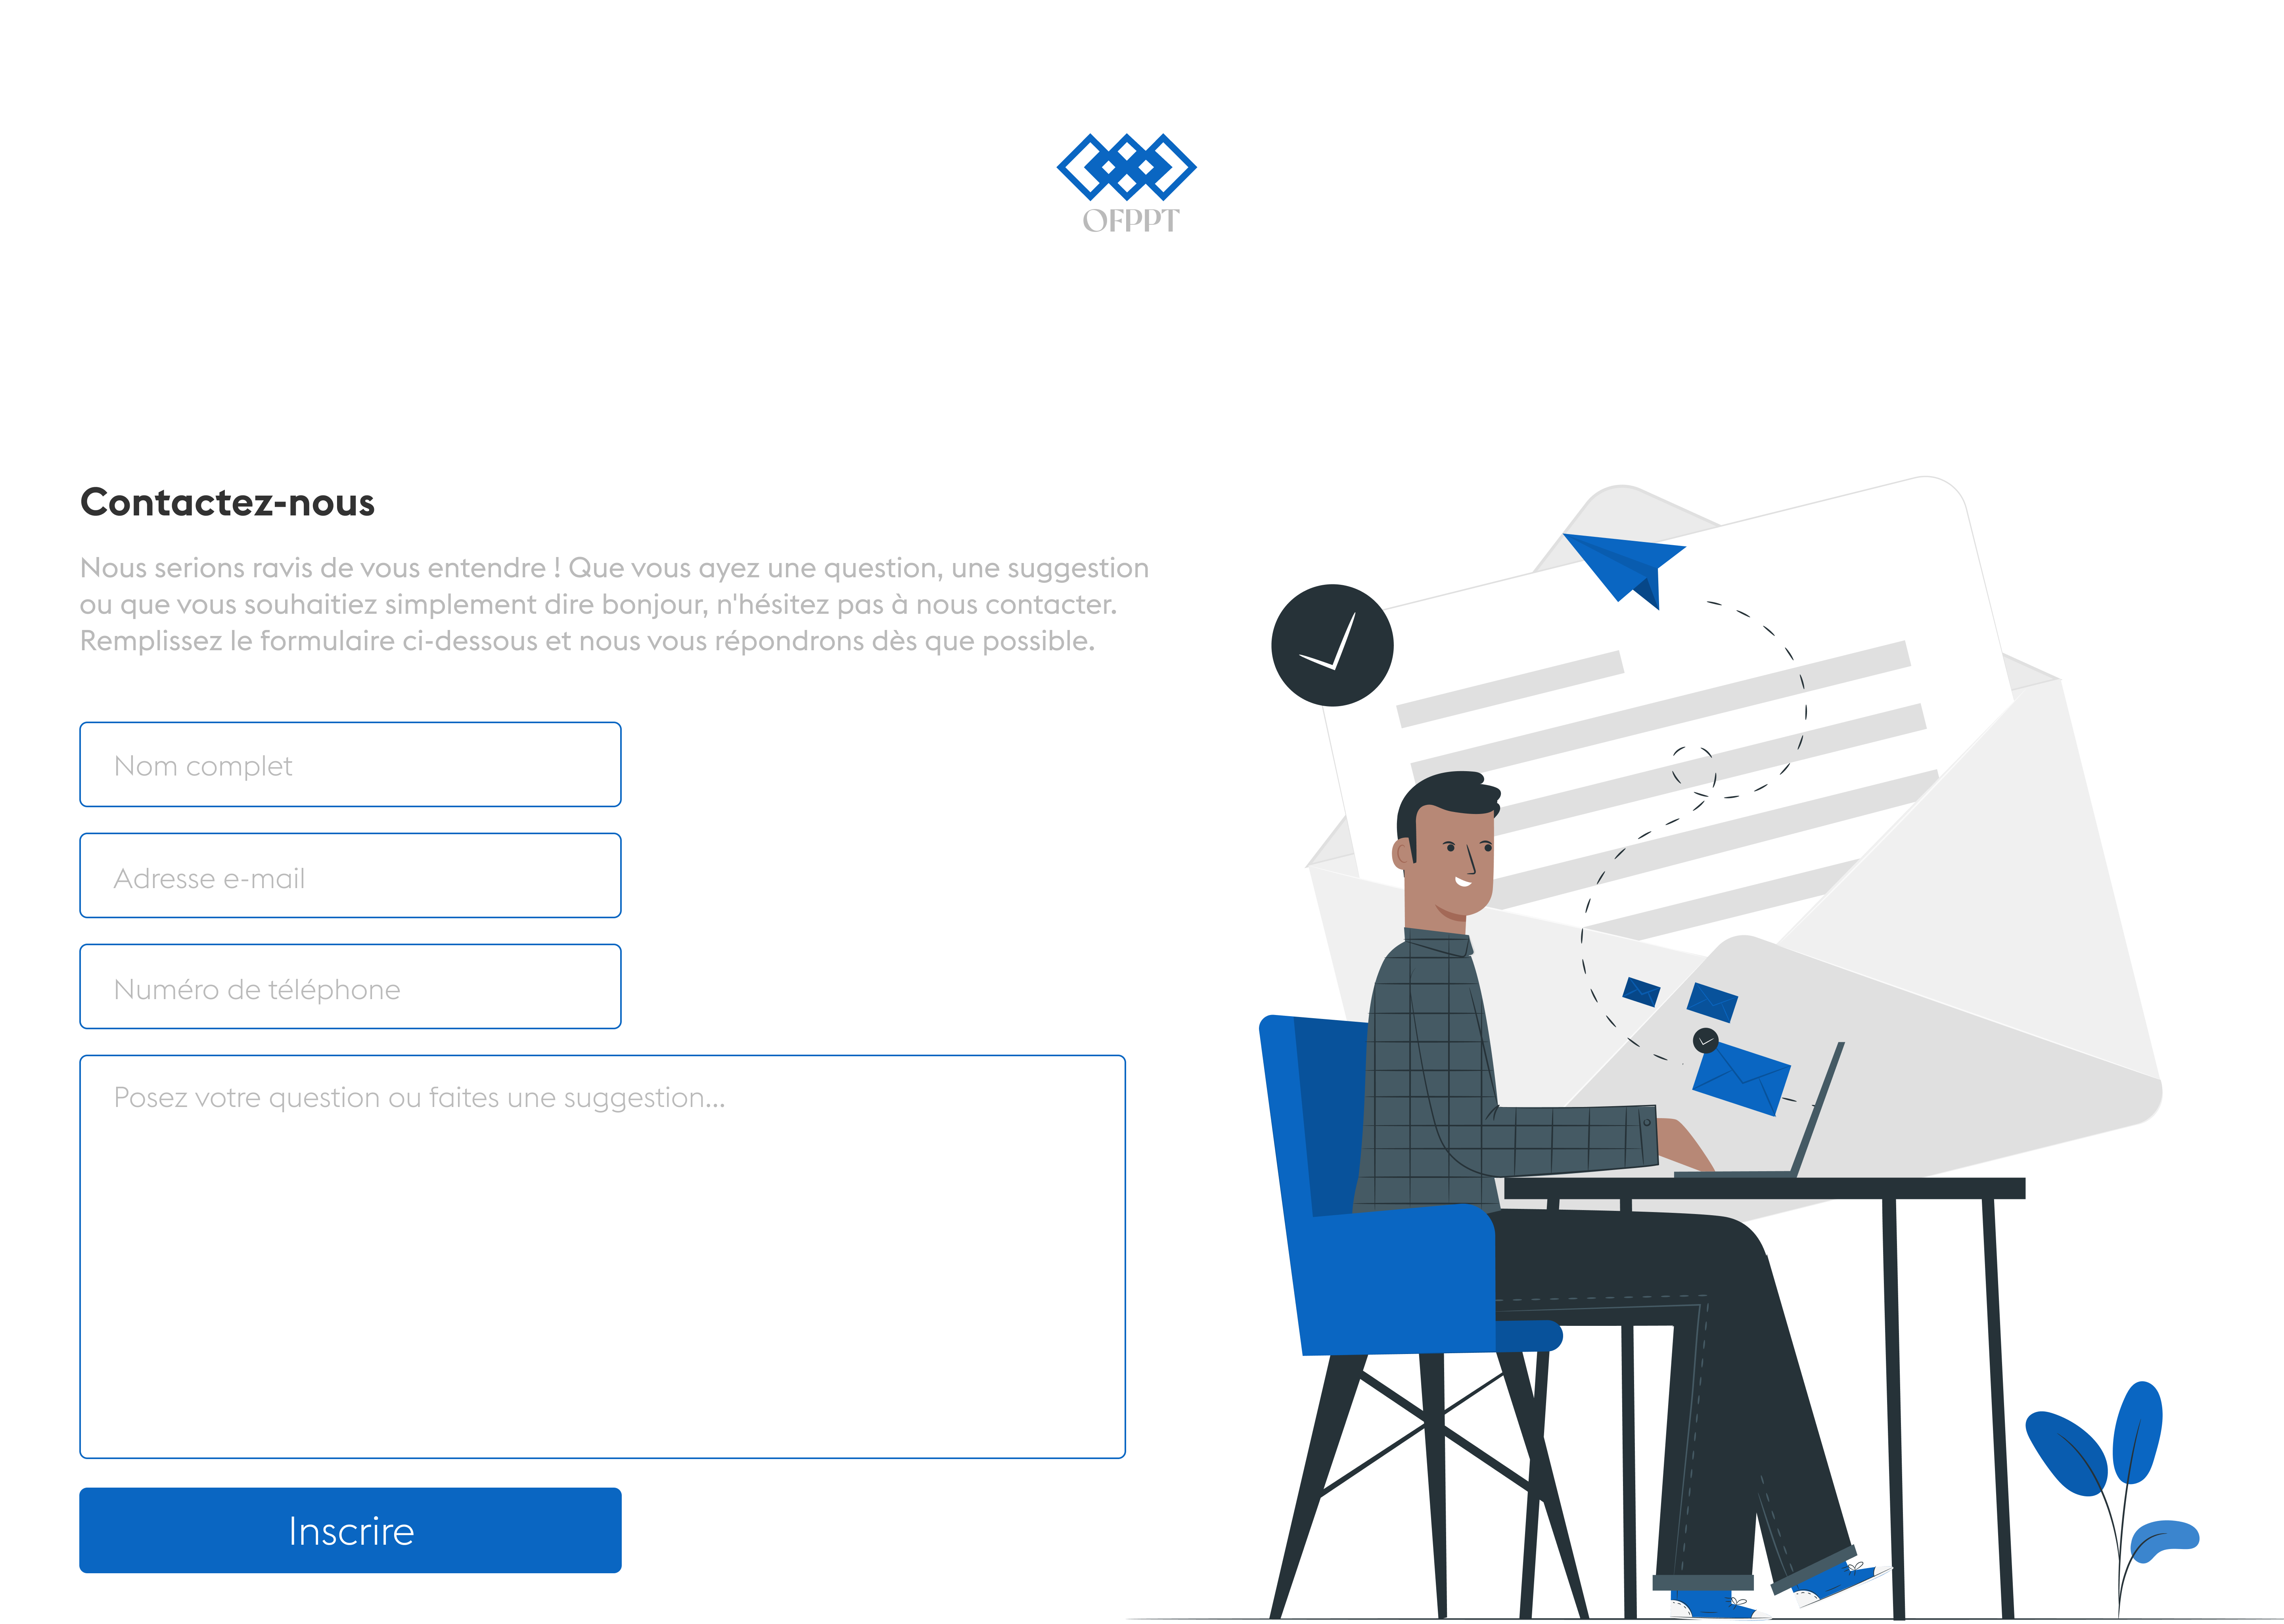 OFPPT
Contactez-nous
Nous serions ravis de vous entendre ! Que vous ayez une question, une suggestion
ou que vous souhaitiez simplement dire bonjour, n'hésitez pas à nous contacter.
Remplissez le formulaire ci-dessous et nous vous répondrons dès que possible.
Nom complet
Adresse e-mail
Numéro de téléphone
Posez votre question ou faites une suggestion...
Inscrire